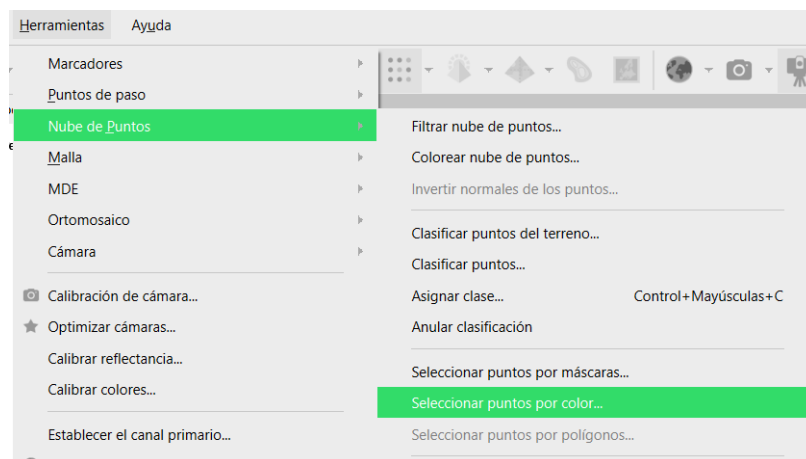 Herramientas Ayuda
Marcadores
Puntos de paso
Nube de Puntos
Malla
MDE
Ortomosaico
Cámara
Calibración de cámara...
Optimizar cámaras...
Calibrar reflectancia...
Calibrar colores...
Establecer el canal primario...
Filtrar nube de puntos...
Colorear nube de puntos...
Invertir normales de los puntos...
Clasificar puntos del terreno...
Clasificar puntos...
Asignar clase... Control+Mayúsculas+C
Anular clasificación
Seleccionar puntos por máscaras...
Seleccionar puntos por color...
Seleccionar puntos por polígonos...